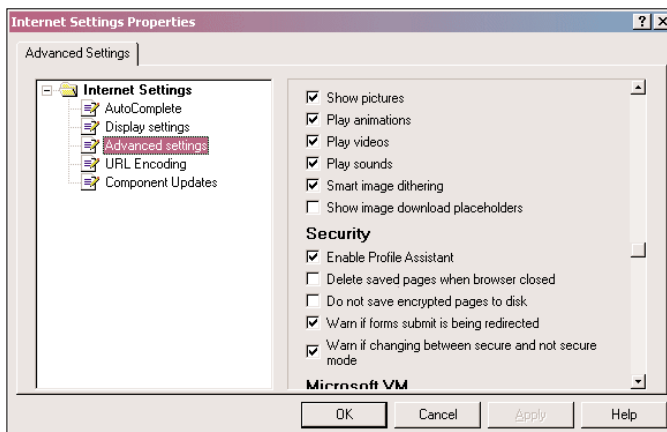 Internet Settings Properties
Advanced Settings
Internet Settings
AutoComplete
Display settings
Advanced settings
URL Encoding
Component Updates
Show pictures
Play animations
Play videos
Play sounds
Smart image dithering
Show image download placeholders
Security
Enable Profile Assistant
Delete saved pages when browser closed
Do not save encrypted pages to disk
Warn if forms submit is being redirected
Warn if changing between secure and not secure
mode
Microsoft VM
OK
Cancel
Apply
Help